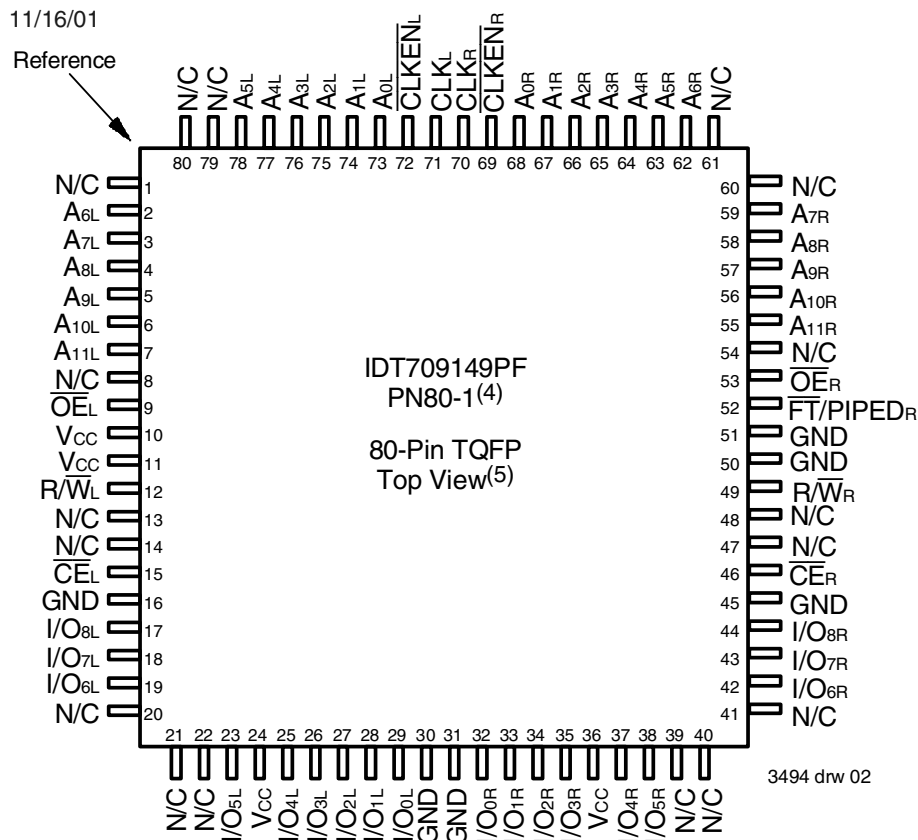 11/16/01
Reference
N/C
N/C
A5L
A4L
A3L
A2L
A1L
A0L
CLKENL
CLKL
CLKR
CLKENR
A0R
A1R
A2R
A3R
A4R
A5R
A6R
N/C
80 79 78 77 76 75 74 73 72 71 70 69 68 67 66 65 64 63 62 61
N/C 1
A6L 2
A7L 3
A8L 4
A9L 5
A10L 6
A11L 7
N/C 8
OEL 9
VCC 10
VCC 11
R/WL 12
N/C 13
N/C 14
CEL 15
GND 16
I/O8L 17
I/O7L 18
I/O6L 19
N/C 20
IDT709149PF
PN80-1(4)
80-Pin TQFP
Top View(5)
60 N/C
59 A7R
58 A8R
57 A9R
56 A10R
55 A11R
54 N/C
53 OER
52 FT/PIPEDR
51 GND
50 GND
49 R/WR
48 N/C
47 N/C
46 CER
45 GND
44 I/O8R
43 I/O7R
42 I/O6R
41 N/C
21 22 23 24 25 26 27 28 29 30 31 32 33 34 35 36 37 38 39 40
N/C
N/C
I/O5L
VCC
I/O4L
I/O3L
I/O2L
I/O1L
I/O0L
GND
GND
/O0R
/O1R
/O2R
/O3R
VCC
/O4R
/O5R
N/C
N/C
3494 drw 02